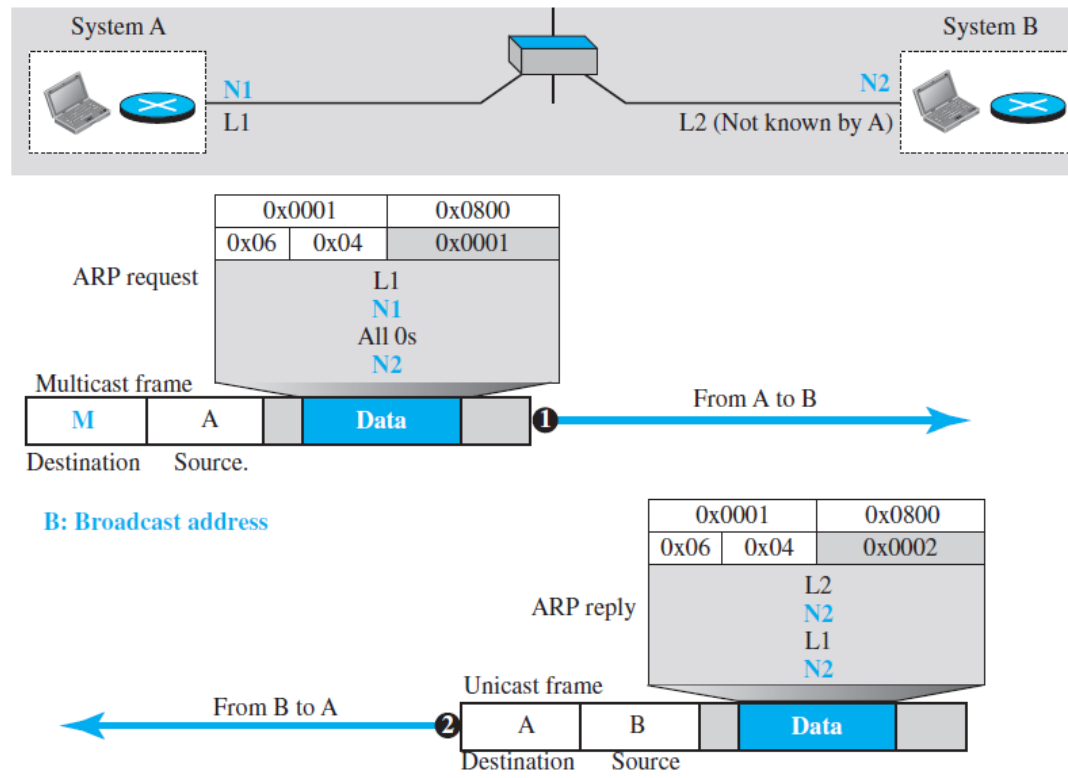 System A
System B
N1
N2
L1
L2 (Not known by A)
0x0001 0x0800
0x06 0x04 0x0001
ARP request
L1
N1
All 0s
N2
Multicast frame
M A Data 1
From A to B
Destination Source.
B: Broadcast address
0x0001 0x0800
0x06 0x04 0x0002
ARP reply
L2
N2
L1
N2
Unicast frame
From B to A
2 A B Data
Destination Source